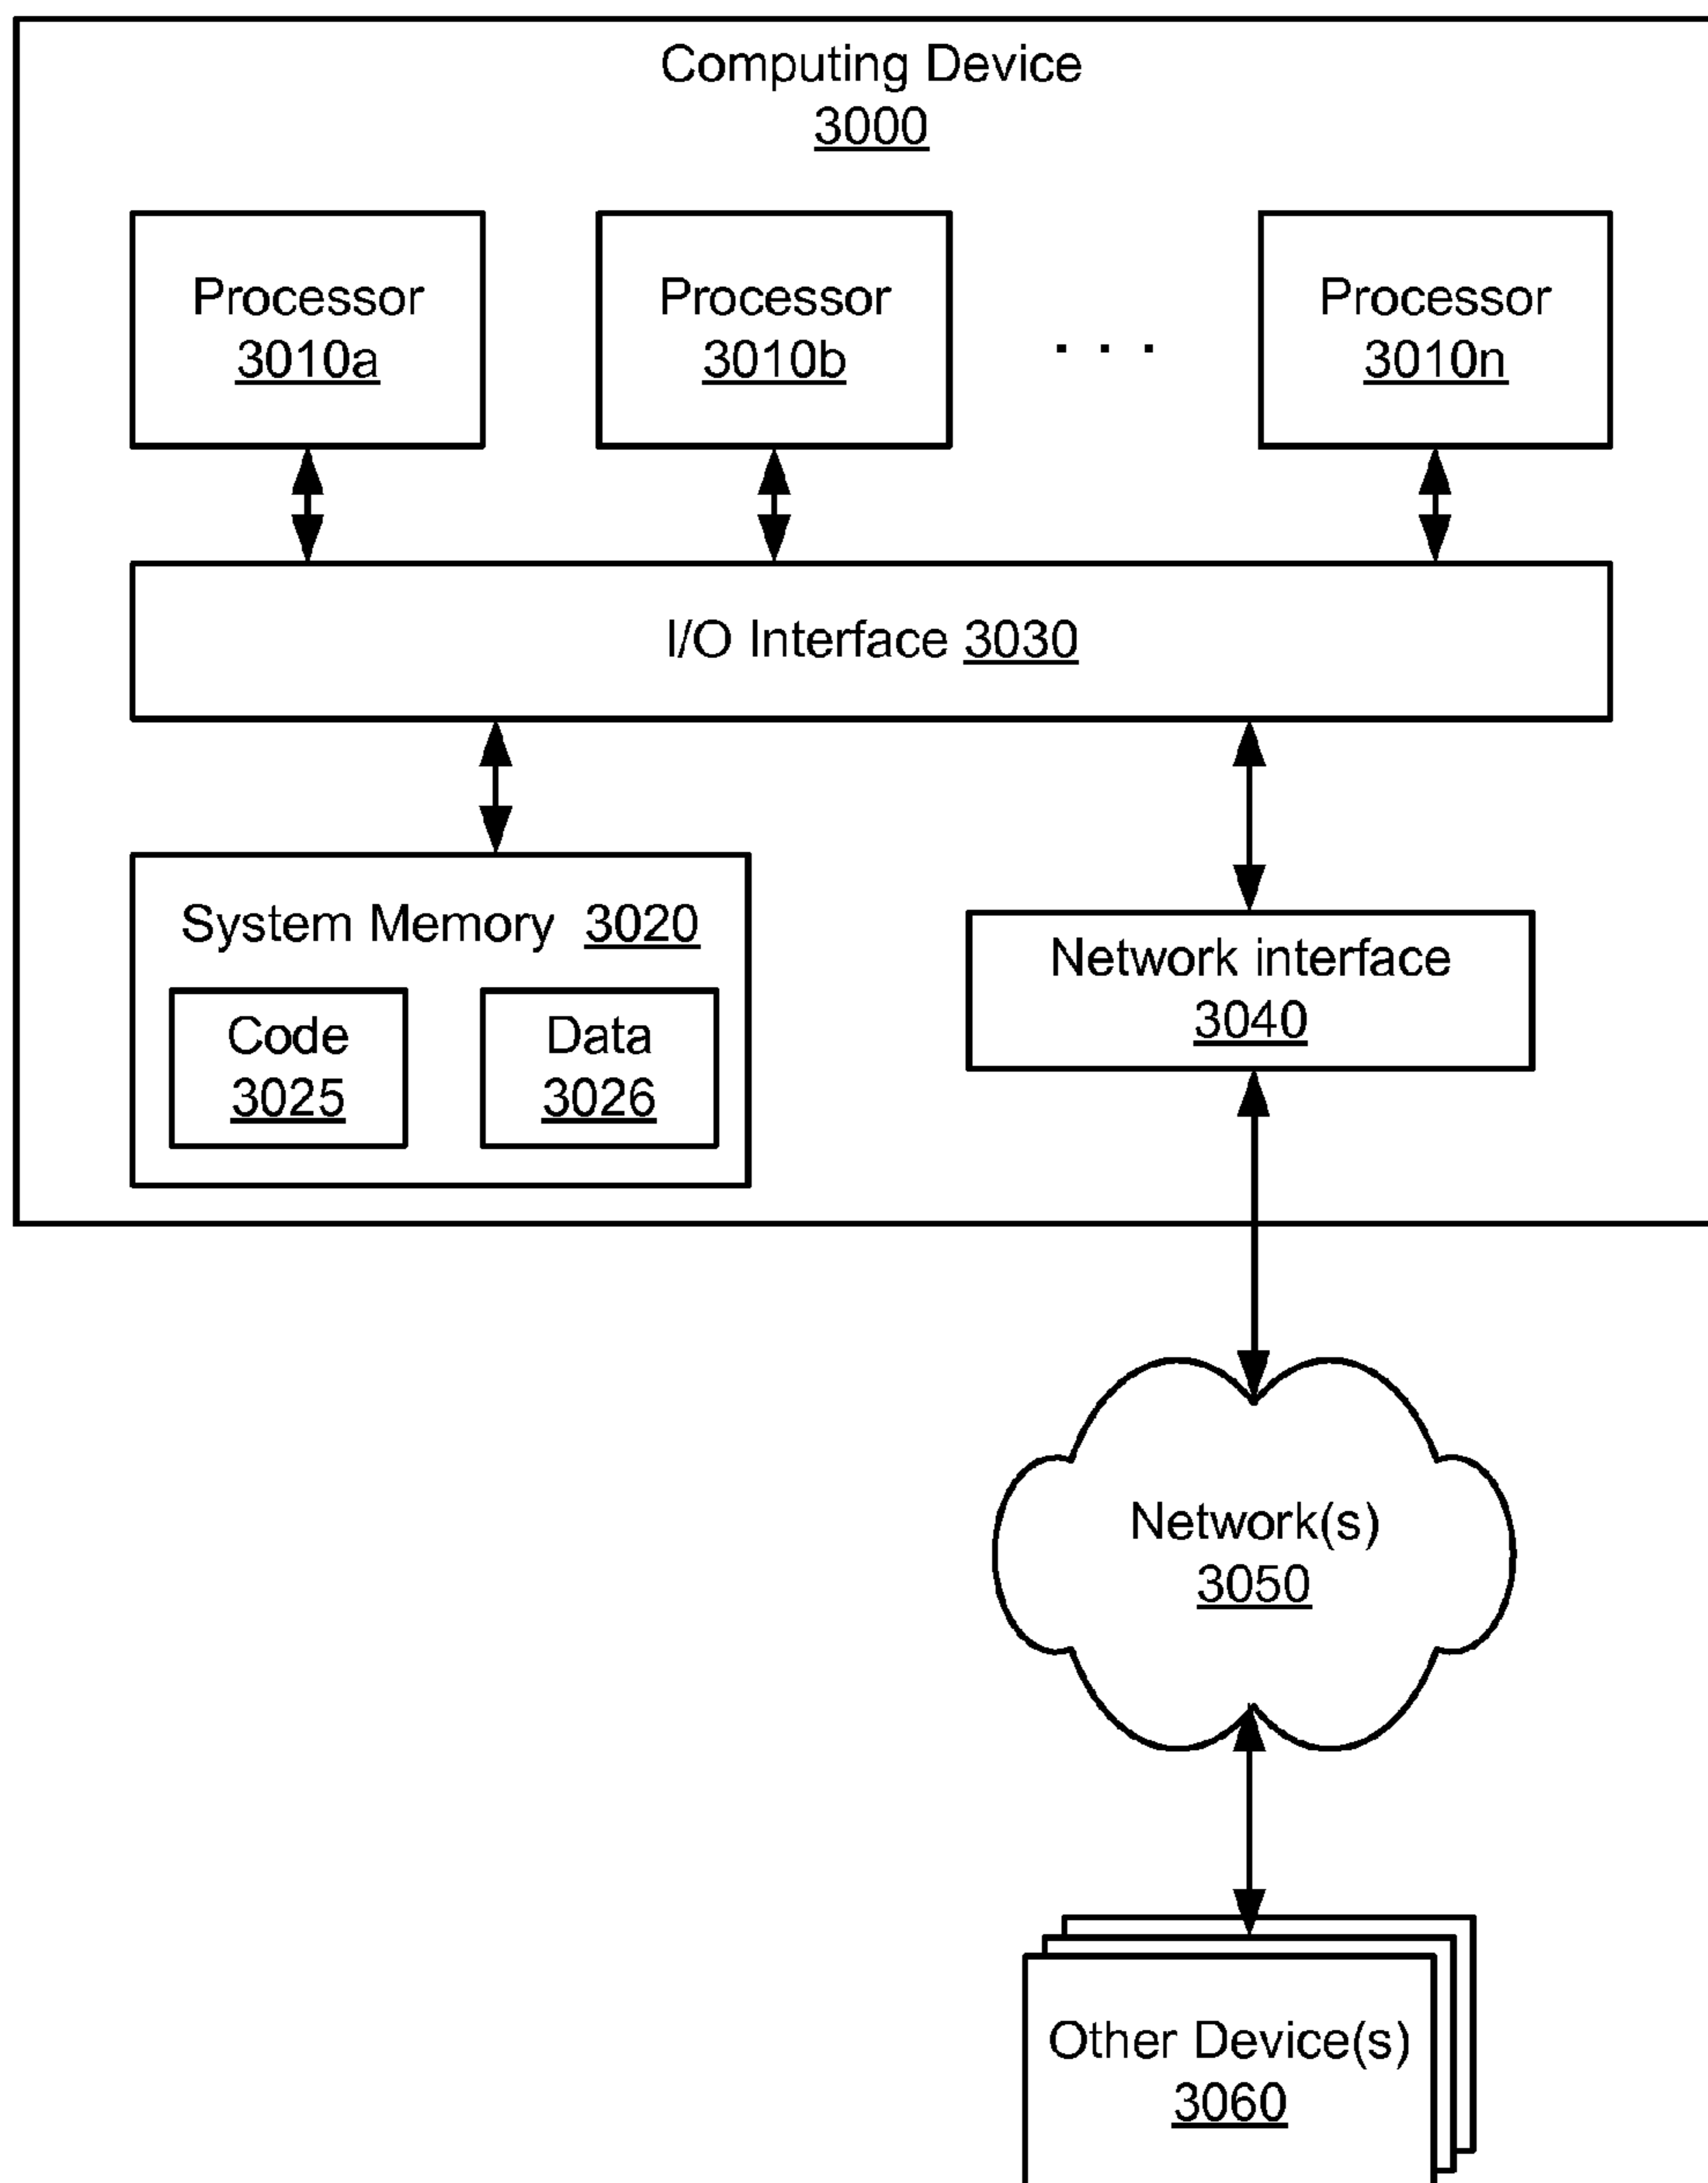 Computing Device
3000
Processor
3010a
Processor
3010b
. . .
Processor
3010n
I/O Interface 3030
System Memory 3020
Code
3025
Data
3026
Network interface
3040
Network(s)
3050
Other Device(s)
3060